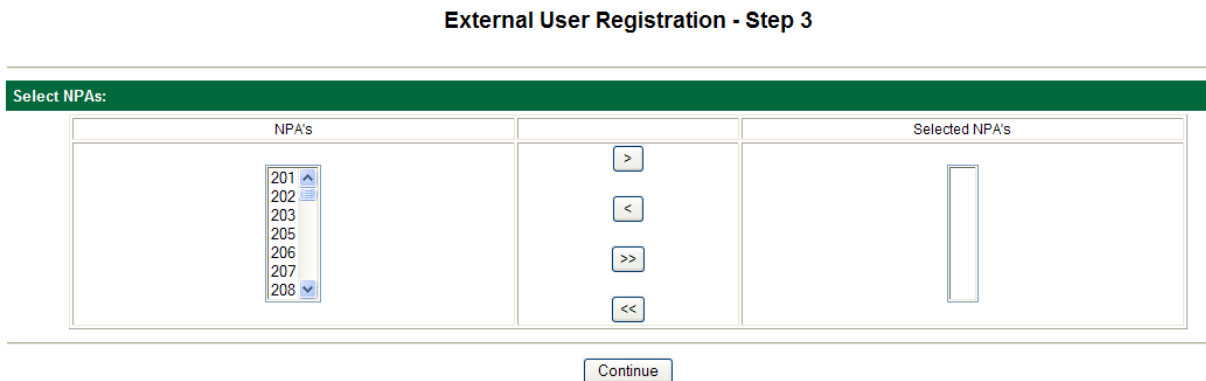 External User Registration - Step 3
Select NPAs:
NPA's
Selected NPA's
201
202
203
205
206
207
208
>
<
>>
<<
Continue